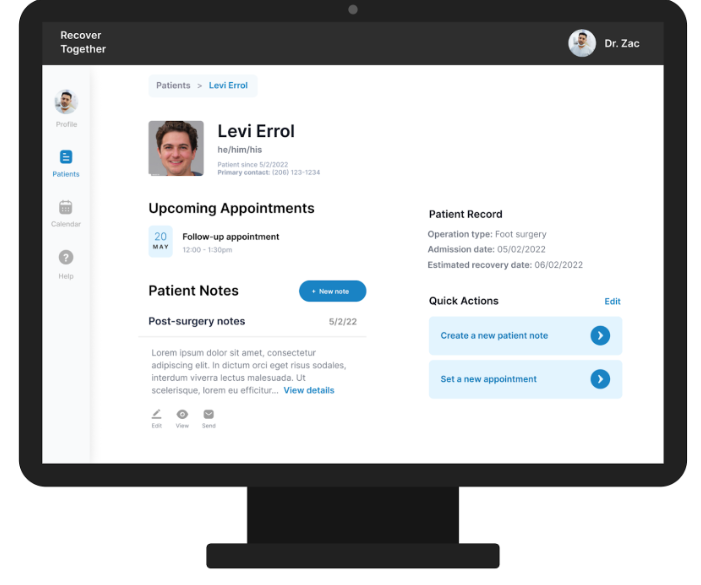 Recover
Together
Dr. Zac
Profile
Patients
Calendar
Help
Patients > Levi Errol
Levi Errol
he/him/his
Patient since 5/2/2022
Primary contact: (206) 123-1234
Upcoming Appointments
20
MAY
Follow-up appointment
12:00 - 1:30pm
Patient Notes
+ New note
Post-surgery notes
5/2/22
Lorem ipsum dolor sit amet, consectetur
adipiscing elit. In dictum orci eget risus sodales,
interdum viverra lectus malesuada. Ut
scelerisque, lorem eu efficitur... View details
Edit
View
Send
Patient Record
Operation type: Foot surgery
Admission date: 05/02/2022
Estimated recovery date: 06/02/2022
Quick Actions
Edit
Create a new patient note
Set a new appointment